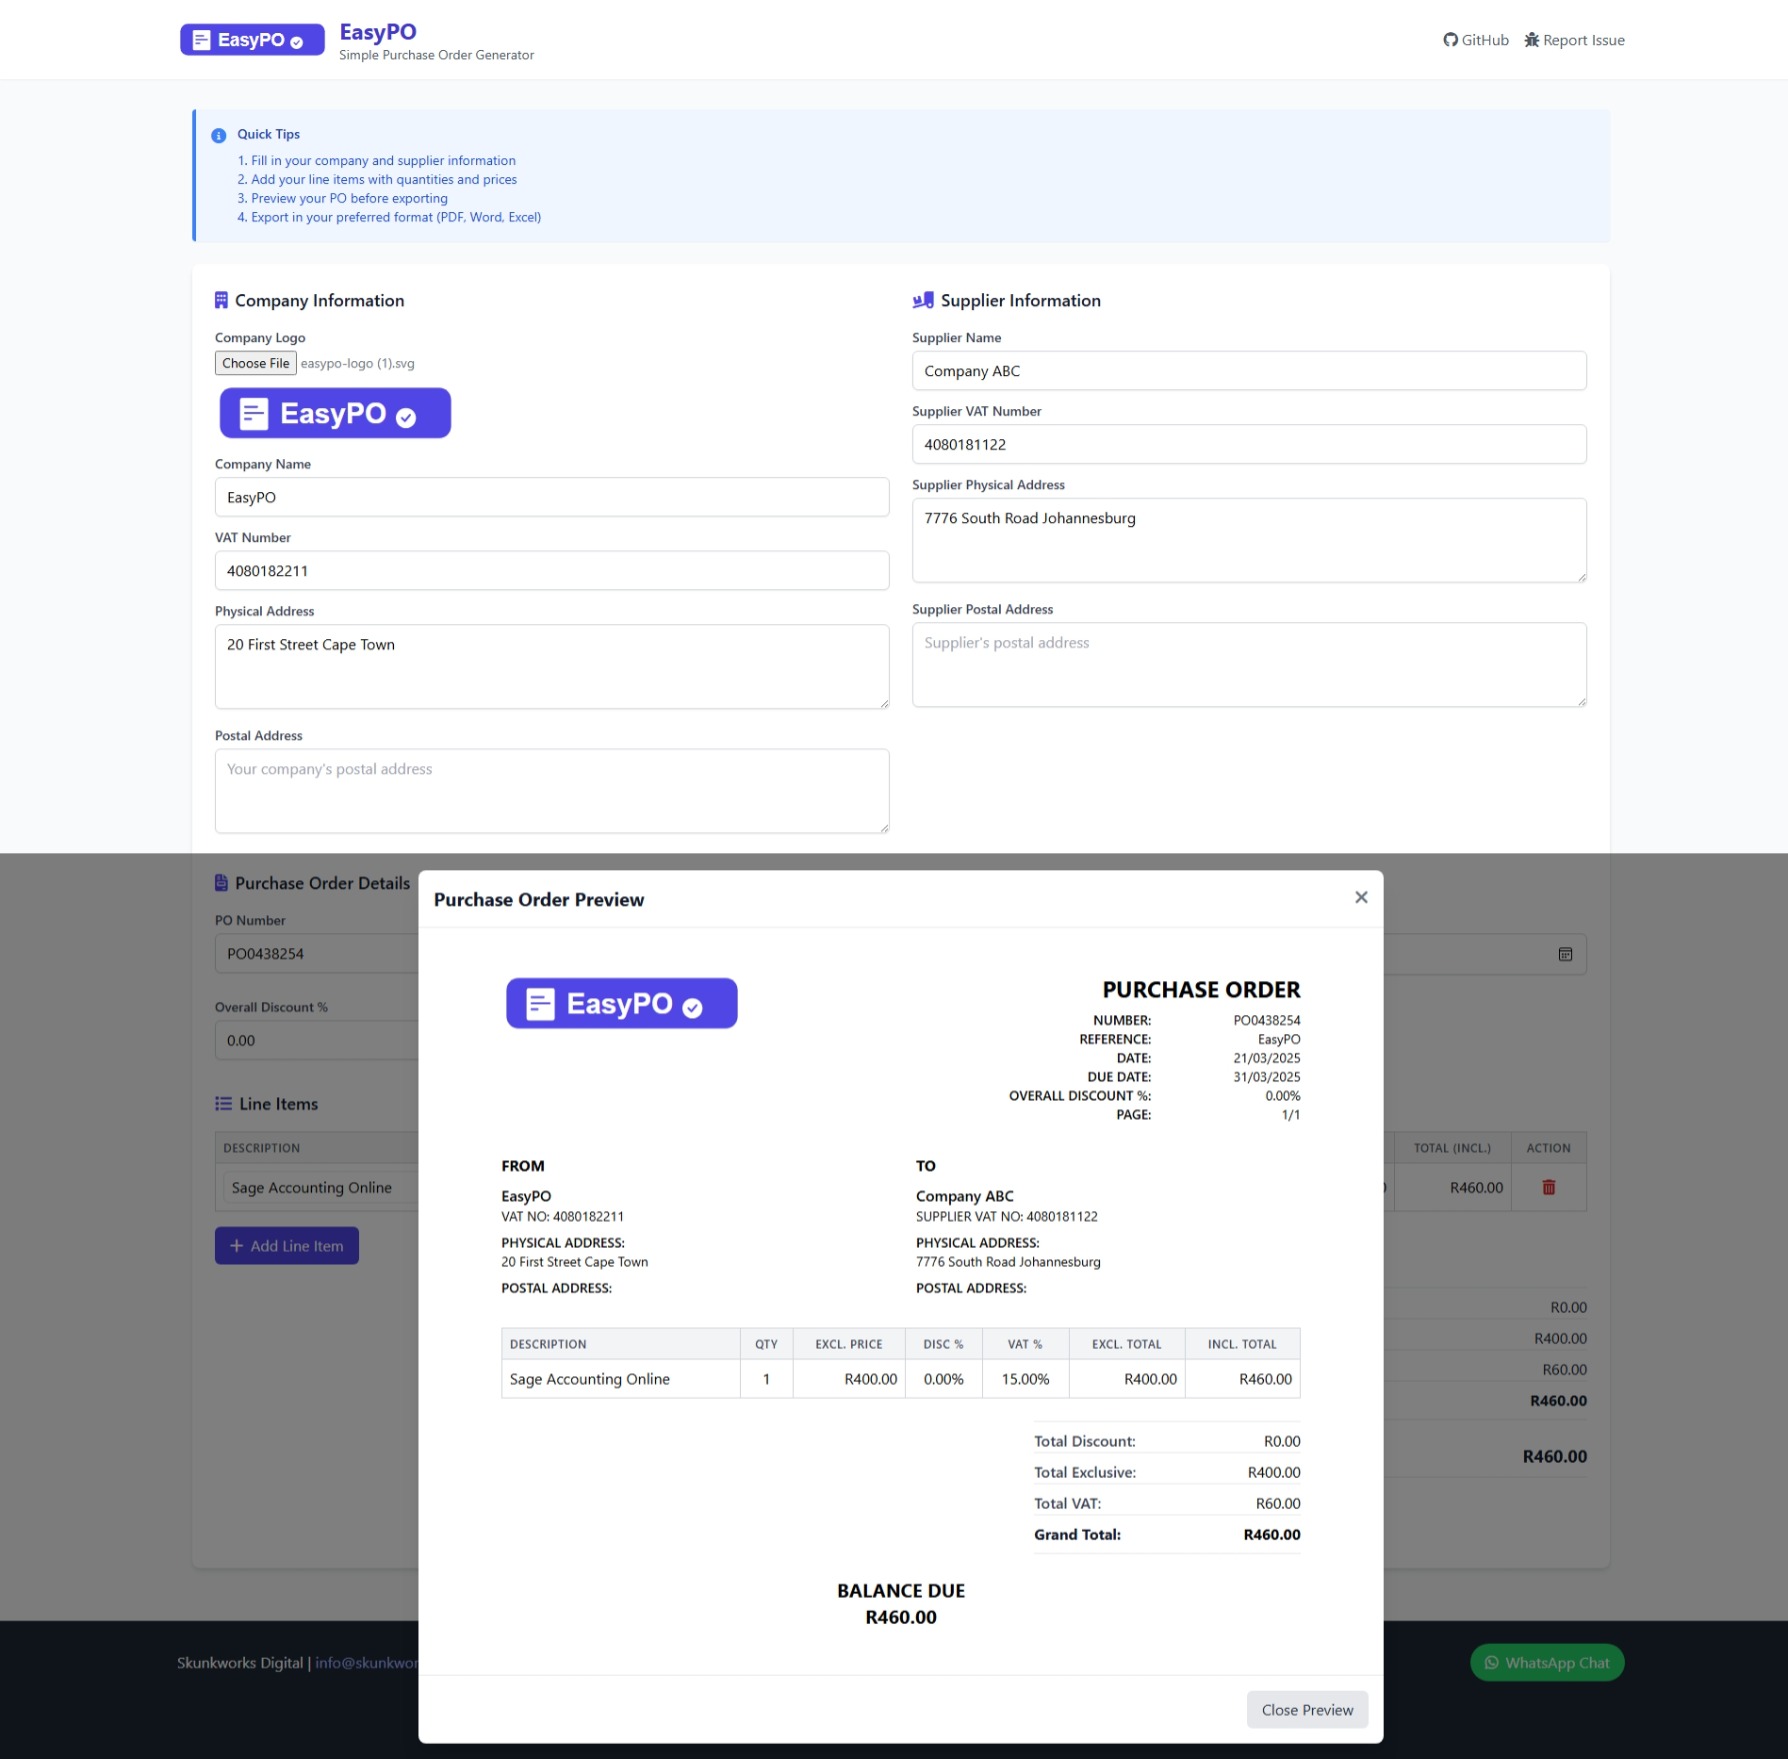 EasyPO
EasyPO
Simple Purchase Order Generator
GitHub
Report Issue
Quick Tips
1. Fill in your company and supplier information
2. Add your line items with quantities and prices
3. Preview your PO before exporting
4. Export in your preferred format (PDF, Word, Excel)
Company Information
Company Logo
Choose File easypo-logo (1).svg
EasyPO
Company Name
EasyPO
VAT Number
4080182211
Physical Address
20 First Street Cape Town
Postal Address
Your company's postal address
Supplier Information
Supplier Name
Company ABC
Supplier VAT Number
4080181122
Supplier Physical Address
7776 South Road Johannesburg
Supplier Postal Address
Supplier's postal address
Purchase Order Details
PO Number
PO0438254
Overall Discount %
0.00
Line Items
DESCRIPTION
TOTAL (INCL.)
ACTION
Sage Accounting Online
R460.00
Add Line Item
R0.00
R400.00
R60.00
R460.00
R460.00
Purchase Order Preview
EasyPO
PURCHASE ORDER
NUMBER: PO0438254
REFERENCE: EasyPO
DATE: 21/03/2025
DUE DATE: 31/03/2025
OVERALL DISCOUNT %: 0.00%
PAGE: 1/1
FROM
EasyPO
VAT NO: 4080182211
PHYSICAL ADDRESS:
20 First Street Cape Town
POSTAL ADDRESS:
TO
Company ABC
SUPPLIER VAT NO: 4080181122
PHYSICAL ADDRESS:
7776 South Road Johannesburg
POSTAL ADDRESS:
DESCRIPTION QTY EXCL. PRICE DISC % VAT % EXCL. TOTAL INCL. TOTAL
Sage Accounting Online 1 R400.00 0.00% 15.00% R400.00 R460.00
Total Discount: R0.00
Total Exclusive: R400.00
Total VAT: R60.00
Grand Total: R460.00
BALANCE DUE
R460.00
Close Preview
Skunkworks Digital | info@skunkwor
WhatsApp Chat